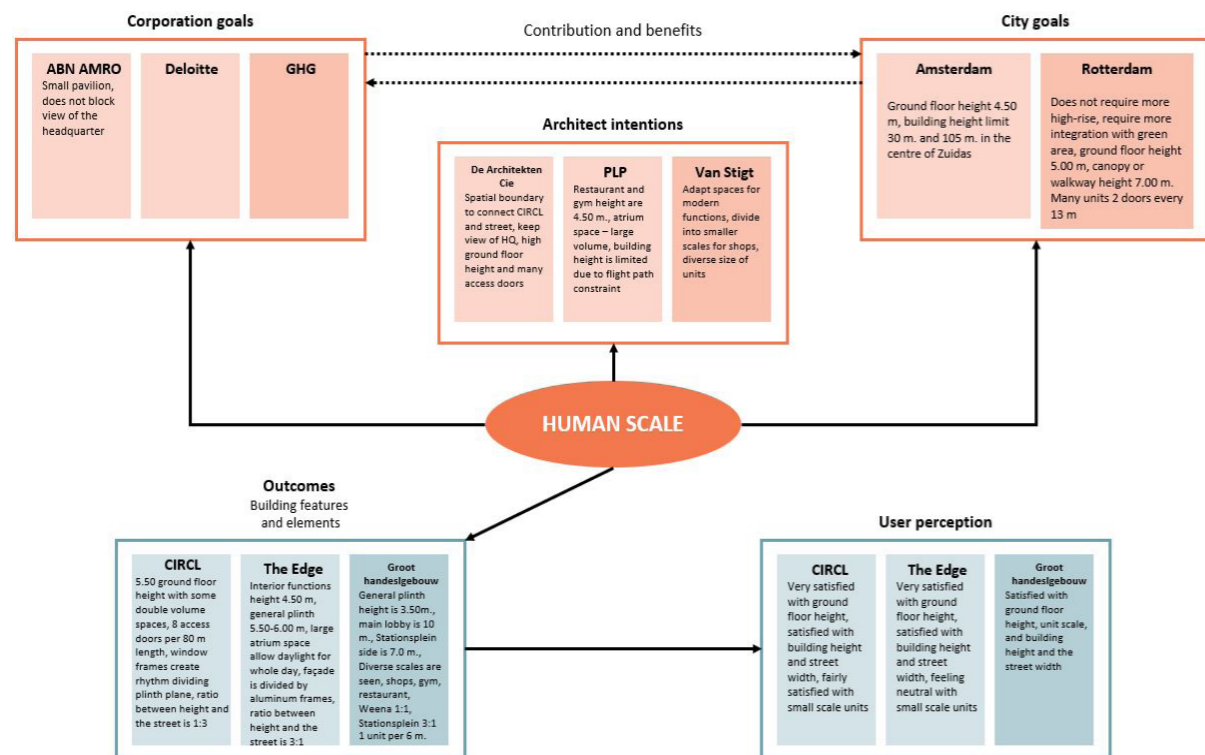 Corporation goals
ABN AMRO
Small pavilion,
does not block
view of the
headquarter
Deloitte
GHG
Contribution and benefits
City goals
Amsterdam
Ground floor height 4.50
m, building height limit
30 m. and 105 m. in the
centre of Zuidas
Rotterdam
Does not require more
high-rise, require more
integration with green
area, ground floor height
5.00 m, canopy or
walkway height 7.00 m.
Many units 2 doors every
13 m
Architect intentions
De Architekten
Cie
Spatial boundary
to connect CIRCL
and street, keep
view of HQ, high
ground floor
height and many
access doors
PLP
Restaurant and
gym height are
4.50 m., atrium
space – large
volume, building
height is limited
due to flight path
constraint
Van Stigt
Adapt spaces for
modern
functions, divide
into smaller
scales for shops,
diverse size of
units
HUMAN SCALE
Outcomes
Building features
and elements
CIRCL
5.50 ground floor
height with some
double volume
spaces, 8 access
doors per 80 m
length, window
frames create
rhythm dividing
plinth plane, ratio
between height and
the street is 1:3
The Edge
Interior functions
height 4.50 m,
general plinth
5.50-6.00 m, large
atrium space
allow daylight for
whole day, façade
is divided by
aluminum frames,
ratio between
height and the
street is 3:1
Groot
handeslgebouw
General plinth
height is 3.50m.,
main lobby is 10
m., Stationsplein
side is 7.0 m.,
Diverse scales are
seen, shops, gym,
restaurant,
Weena 1:1,
Stationsplein 3:1
1 unit per 6 m.
User perception
CIRCL
Very satisfied
with ground
floor height,
satisfied with
building height
and street
width, fairly
satisfied with
small scale units
The Edge
Very satisfied
with ground
floor height,
satisfied with
building height
and street
width, feeling
neutral with
small scale units
Groot
handeslgebouw
Satisfied with
ground floor
height, unit scale,
and building
height and the
street width